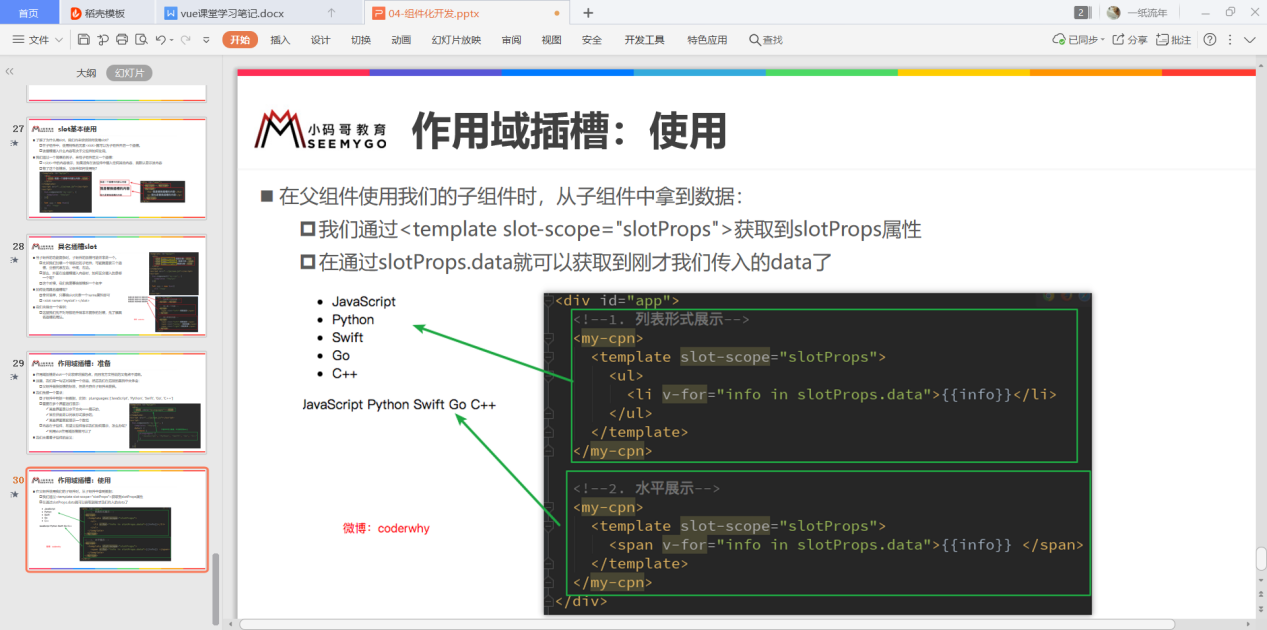 首页
稻壳模板
vue课堂学习笔记.docx
04-组件化开发.pptx
2
一纸流年
文件
开始
插入
设计
切换
动画
幻灯片放映
审阅
视图
安全
开发工具
特色应用
查找
已同步
分享
批注
大纲
幻灯片
27
slot基本使用
28
具名插槽slot
29
作用域插槽：准备
30
作用域插槽：使用
小码哥教育
SEEMYGO
作用域插槽：使用
在父组件使用我们的子组件时，从子组件中拿到数据：
我们通过<template slot-scope="slotProps">获取到slotProps属性
在通过slotProps.data就可以获取到刚才我们传入的data了
JavaScript
Python
Swift
Go
C++
JavaScript Python Swift Go C++
微博：coderwhy
<div id="app">
<!--1. 列表形式展示-->
<my-cpn>
<template slot-scope="slotProps">
<ul>
<li v-for="info in slotProps.data">{{info}}</li>
</ul>
</template>
</my-cpn>
<!--2. 水平展示-->
<my-cpn>
<template slot-scope="slotProps">
<span v-for="info in slotProps.data">{{info}} </span>
</template>
</my-cpn>
</div>